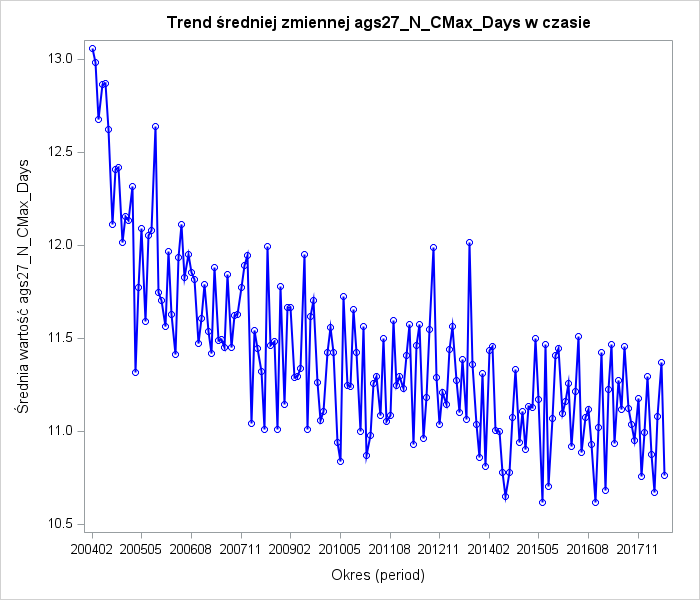 Trend średniej zmiennej ags27_N_CMax_Days w czasie
Średnia wartość ags27_N_CMax_Days
13.0
12.5
12.0
11.5
11.0
10.5
200402 200505 200608 200711 200902 201005 201108 201211 201402 201505 201608 201711
Okres (period)